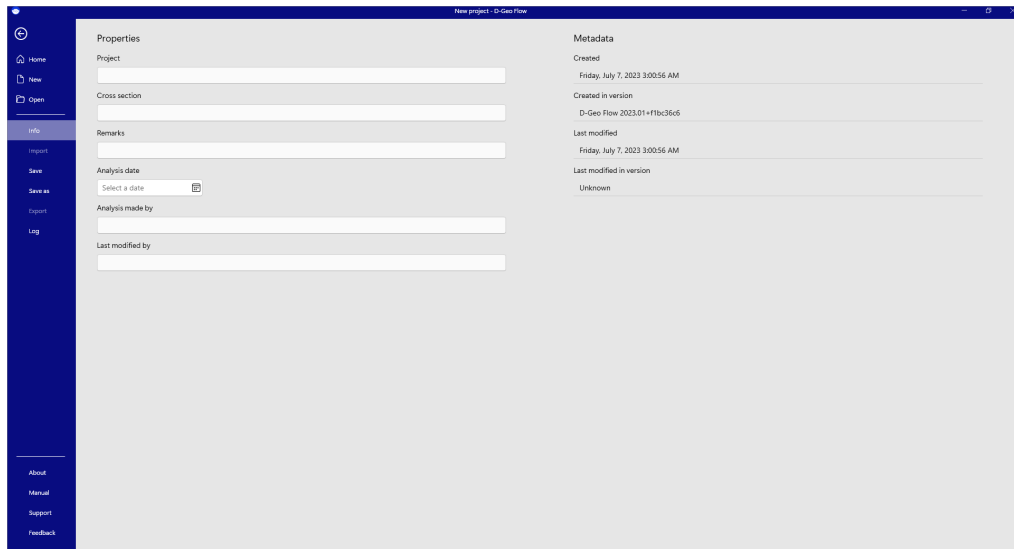 New project - D-Geo Flow
Home
New
Open
Info
Import
Save
Save as
Export
Log
About
Manual
Support
Feedback
Properties
Project
Cross section
Remarks
Analysis date
Select a date
Analysis made by
Last modified by
Metadata
Created
Friday, July 7, 2023 3:00:56 AM
Created in version
D-Geo Flow 2023.01+f1bc36c6
Last modified
Friday, July 7, 2023 3:00:56 AM
Last modified in version
Unknown